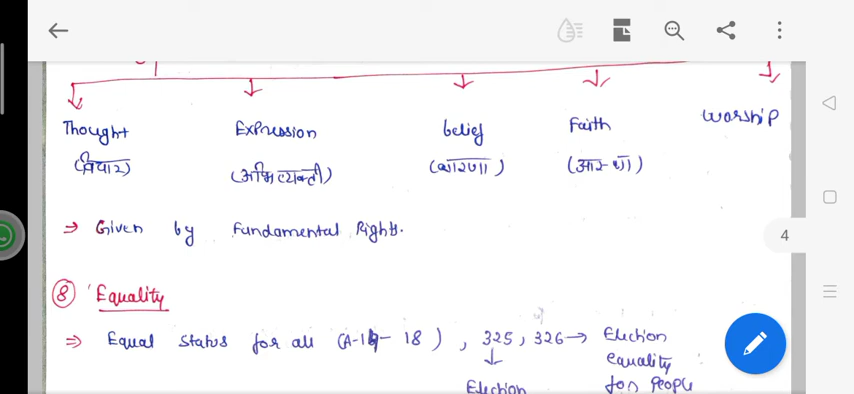 Thought Expression belief Faith worship
(विचार) (अभिव्यक्ती) (धारणा) (आस्था)
⇒ Given by Fundamental Rights.
4
⑧ Equality
⇒ Equal status for all (A-14- 18) , 325 , 326 → Election
↓ equality
Election for people